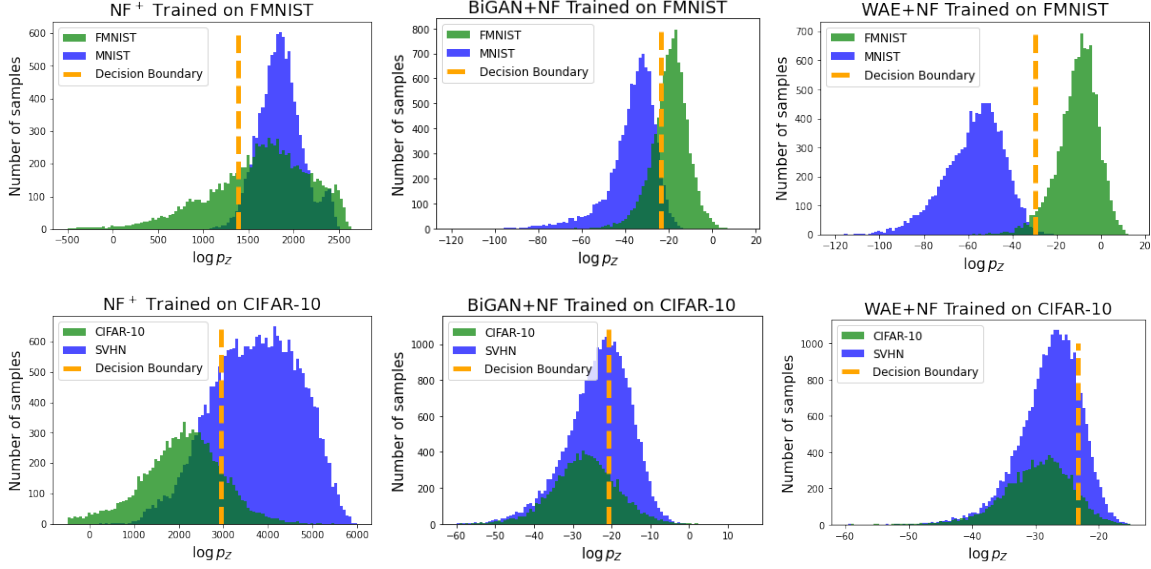 NF+ Trained on FMNIST
600
500
400
300
200
100
0
-500
0
500
1000
1500
2000
2500
Number of samples
log pZ
FMNIST
MNIST
Decision Boundary
BiGAN+NF Trained on FMNIST
800
700
600
500
400
300
200
100
0
−120
−100
−80
−60
−40
−20
0
20
Number of samples
log pZ
FMNIST
MNIST
Decision Boundary
WAE+NF Trained on FMNIST
700
600
500
400
300
200
100
0
−120
−100
−80
−60
−40
−20
0
20
Number of samples
log pZ
FMNIST
MNIST
Decision Boundary
NF+ Trained on CIFAR-10
600
500
400
300
200
100
0
0
1000
2000
3000
4000
5000
6000
Number of samples
log pZ
CIFAR-10
SVHN
Decision Boundary
BiGAN+NF Trained on CIFAR-10
1000
800
600
400
200
0
−60
−50
−40
−30
−20
−10
0
10
Number of samples
log pZ
CIFAR-10
SVHN
Decision Boundary
WAE+NF Trained on CIFAR-10
1000
800
600
400
200
0
−60
−50
−40
−30
−20
Number of samples
log pZ
CIFAR-10
SVHN
Decision Boundary